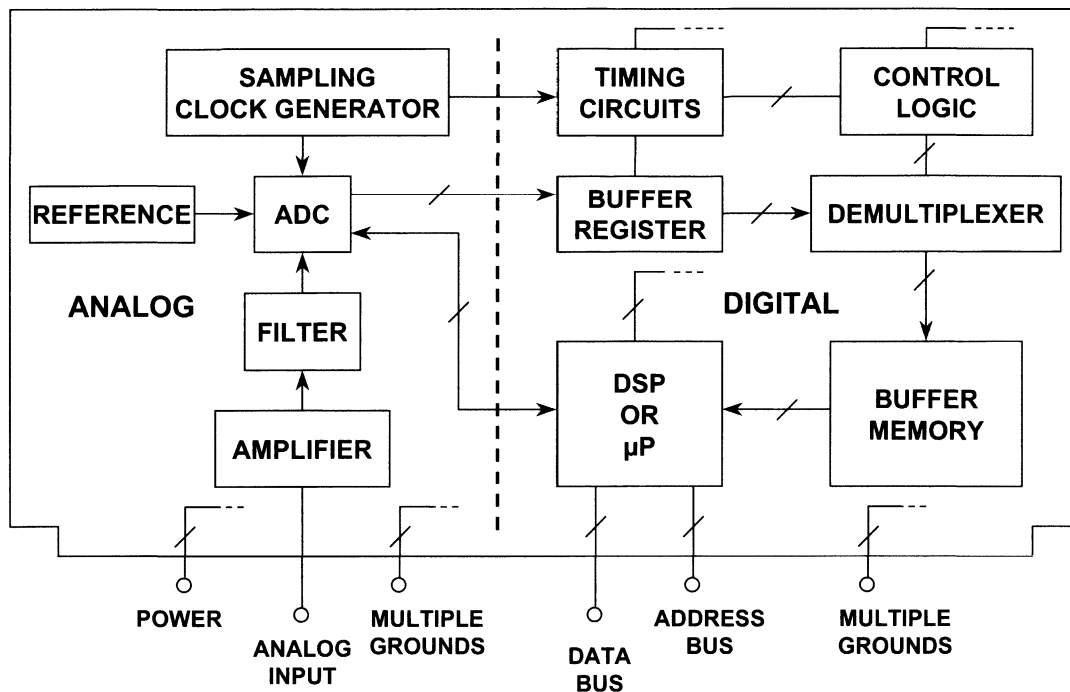 SAMPLING
CLOCK GENERATOR
TIMING
CIRCUITS
CONTROL
LOGIC
REFERENCE
ADC
BUFFER
REGISTER
DEMULTIPLEXER
ANALOG
FILTER
DIGITAL
AMPLIFIER
DSP
OR
µP
BUFFER
MEMORY
POWER
ANALOG
INPUT
MULTIPLE
GROUNDS
DATA
BUS
ADDRESS
BUS
MULTIPLE
GROUNDS